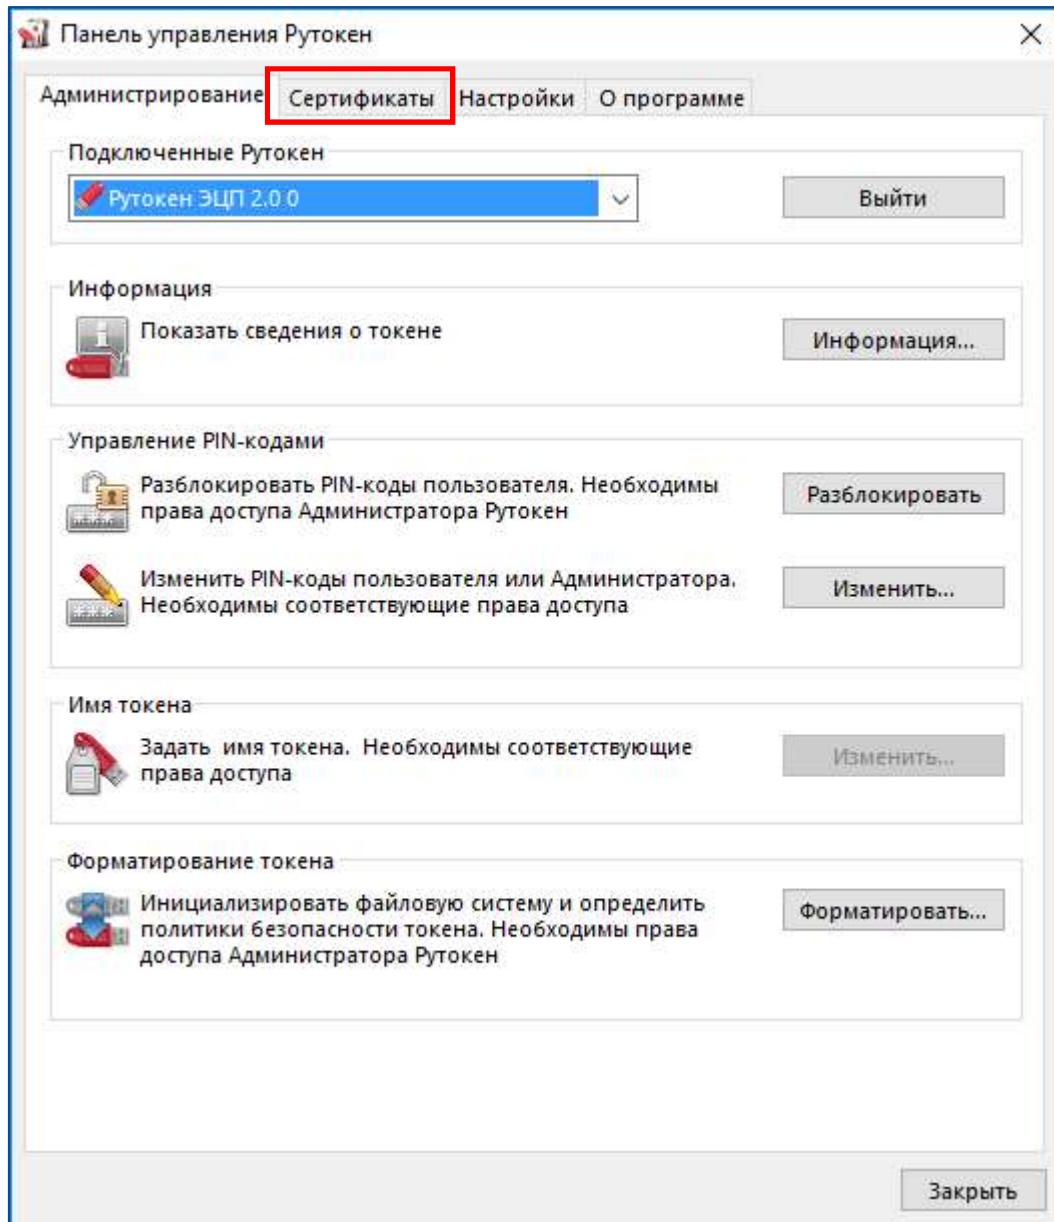 Панель управления Рутокен
Администрирование Сертификаты Настройки О программе
Подключенные Рутокен
Рутокен ЭЦП 2.0 0
Выйти
Информация
Показать сведения о токене
Информация...
Управление PIN-кодами
Разблокировать PIN-коды пользователя. Необходимы
права доступа Администратора Рутокен
Разблокировать
Изменить PIN-коды пользователя или Администратора.
Необходимы соответствующие права доступа
Изменить...
Имя токена
Задать имя токена. Необходимы соответствующие
права доступа
Изменить...
Форматирование токена
Инициализировать файловую систему и определить
политики безопасности токена. Необходимы права
доступа Администратора Рутокен
Форматировать...
Закрыть